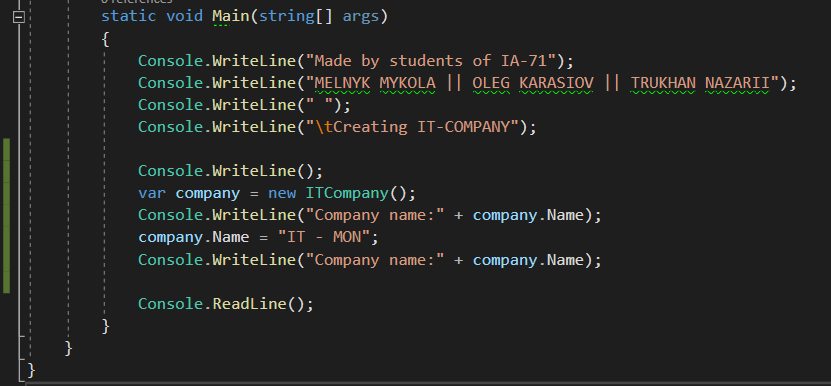 static void Main(string[] args)
{
Console.WriteLine("Made by students of IA-71");
Console.WriteLine("MELNYK MYKOLA || OLEG KARASIOV || TRUKHAN NAZARII");
Console.WriteLine(" ");
Console.WriteLine("\tCreating IT-COMPANY");
Console.WriteLine();
var company = new ITCompany();
Console.WriteLine("Company name:" + company.Name);
company.Name = "IT - MON";
Console.WriteLine("Company name:" + company.Name);
Console.ReadLine();
}
}
}